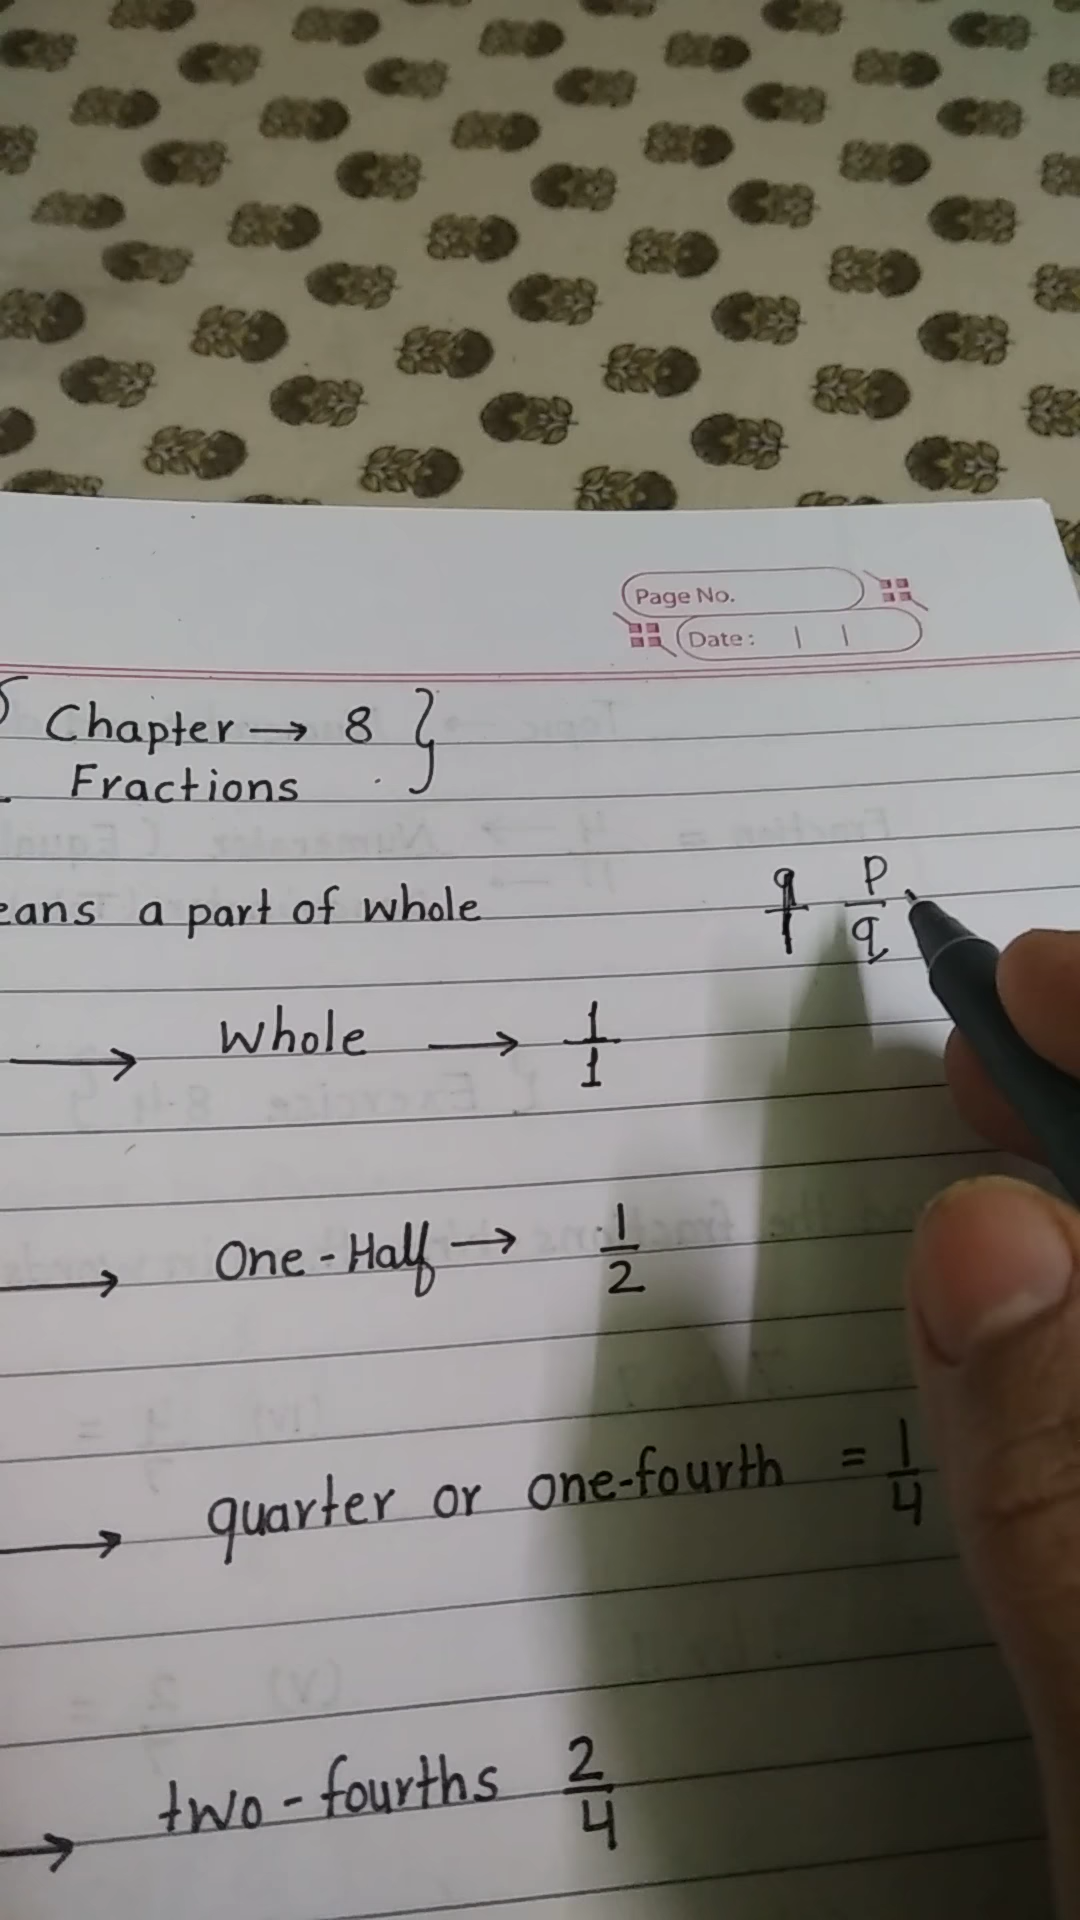 Page No.
Date: | |
Chapter → 8
Fractions
a part of whole
p/q
Whole → 1/1
One-Half → 1/2
quarter or one-fourth = 1/4
two-fourths 2/4